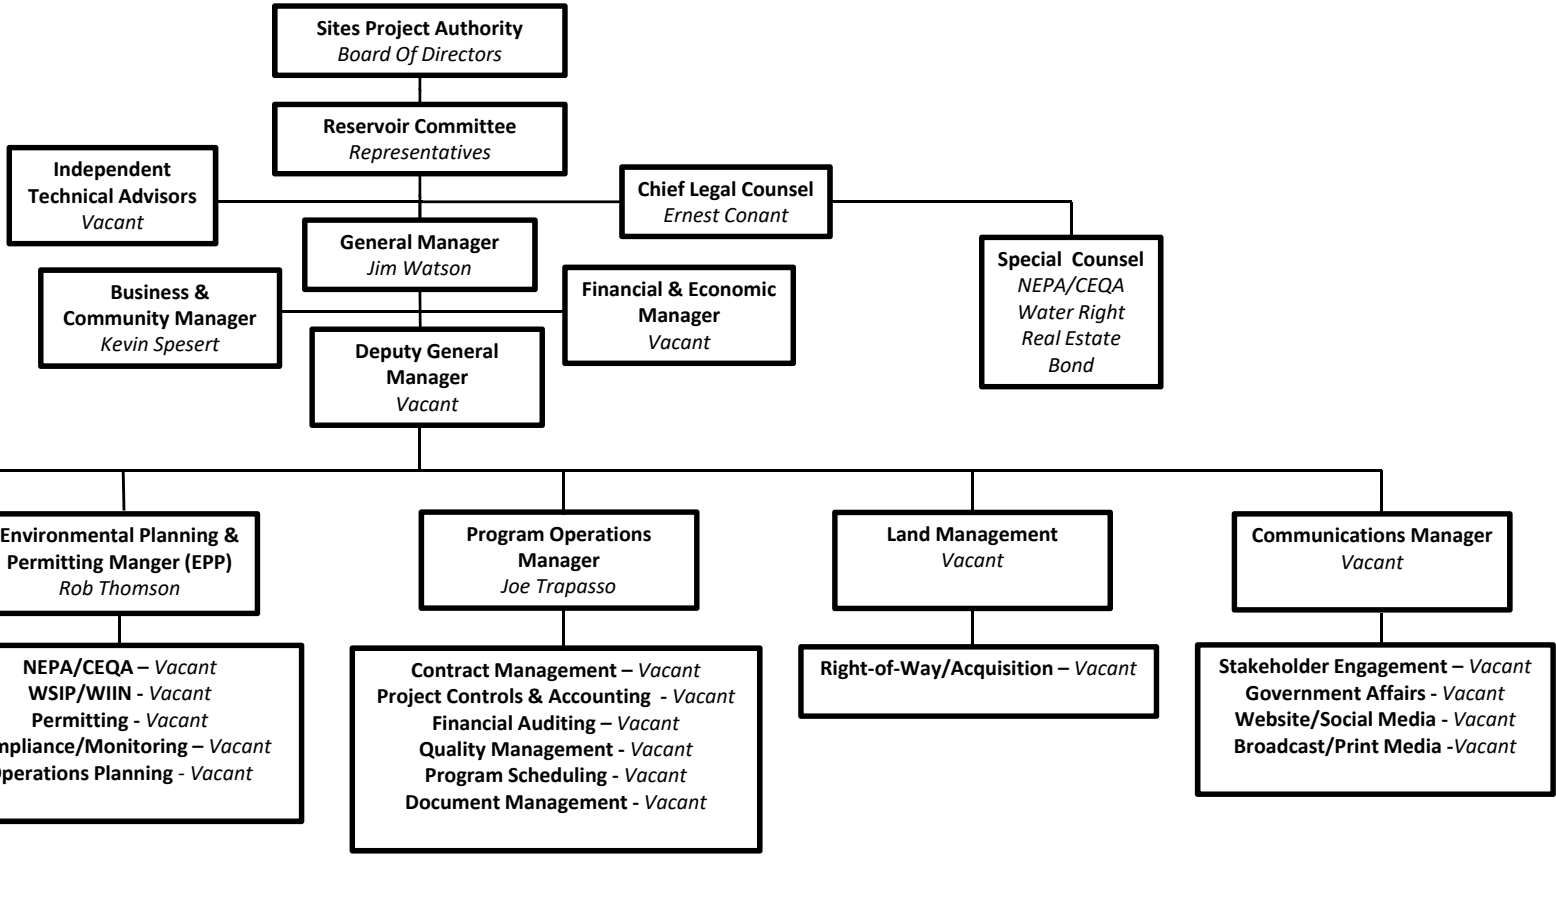 Sites Project Authority
Board Of Directors
Reservoir Committee
Representatives
Independent
Technical Advisors
Vacant
Chief Legal Counsel
Ernest Conant
General Manager
Jim Watson
Special  Counsel
NEPA/CEQA
Water Right
Real Estate
Bond
Business &
Community Manager
Kevin Spesert
Financial & Economic
Manager
Vacant
Deputy General
Manager
Vacant
Environmental Planning &
Permitting Manger (EPP)
Rob Thomson
Program Operations
Manager
Joe Trapasso
Land Management
Vacant
Communications Manager
Vacant
NEPA/CEQA – Vacant
WSIP/WIIN - Vacant
Permitting - Vacant
mpliance/Monitoring – Vacant
perations Planning - Vacant
Contract Management – Vacant
Project Controls & Accounting  - Vacant
Financial Auditing – Vacant
Quality Management - Vacant
Program Scheduling - Vacant
Document Management - Vacant
Right-of-Way/Acquisition – Vacant
Stakeholder Engagement – Vacant
Government Affairs - Vacant
Website/Social Media - Vacant
Broadcast/Print Media -Vacant